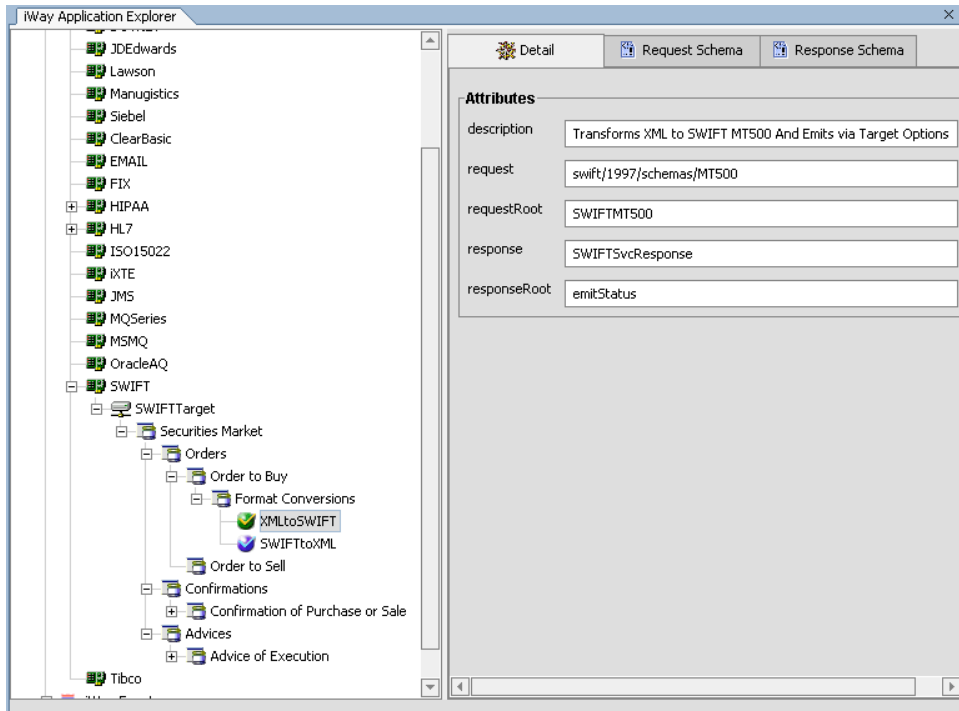 iWay Application Explorer
JDEdwards
Lawson
Manugistics
Siebel
ClearBasic
EMAIL
FIX
HIPAA
HL7
ISO15022
iXTE
JMS
MQSeries
MSMQ
OracleAQ
SWIFT
SWIFTTarget
Securities Market
Orders
Order to Buy
Format Conversions
XMLtoSWIFT
SWIFTtoXML
Order to Sell
Confirmations
Confirmation of Purchase or Sale
Advices
Advice of Execution
Tibco
Detail
Request Schema
Response Schema
Attributes
description
Transforms XML to SWIFT MT500 And Emits via Target Options
request
swift/1997/schemas/MT500
requestRoot
SWIFTMT500
response
SWIFTSvcResponse
responseRoot
emitStatus